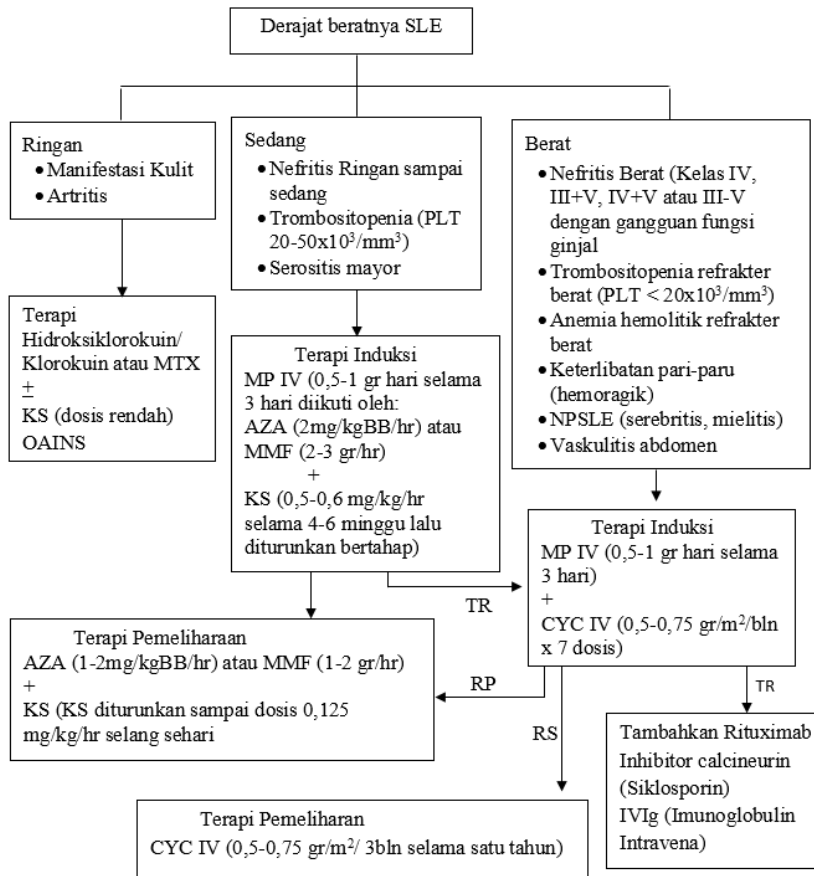 Derajat beratnya SLE
Ringan
• Manifestasi Kulit
• Artritis
Sedang
• Nefritis Ringan sampai
sedang
• Trombositopenia (PLT
20-50x10³/mm³)
• Serositis mayor
Berat
• Nefritis Berat (Kelas IV,
III+V, IV+V atau III-V
dengan gangguan fungsi
ginjal
• Trombositopenia refrakter
berat (PLT < 20x10³/mm³)
• Anemia hemolitik refrakter
berat
• Keterlibatan pari-paru
(hemoragik)
• NPSLE (serebritis, mielitis)
• Vaskulitis abdomen
Terapi
Hidroksiklorokuin/
Klorokuin atau MTX
±
KS (dosis rendah)
OAINS
Terapi Induksi
MP IV (0,5-1 gr hari selama
3 hari diikuti oleh:
AZA (2mg/kgBB/hr) atau
MMF (2-3 gr/hr)
+
KS (0,5-0,6 mg/kg/hr
selama 4-6 minggu lalu
diturunkan bertahap)
TR
Terapi Induksi
MP IV (0,5-1 gr hari selama
3 hari)
+
CYC IV (0,5-0,75 gr/m²/bln
x 7 dosis)
Terapi Pemeliharaan
AZA (1-2mg/kgBB/hr) atau MMF (1-2 gr/hr)
+
KS (KS diturunkan sampai dosis 0,125
mg/kg/hr selang sehari
RP
RS
TR
Tambahkan Rituximab
Inhibitor calcineurin
(Siklosporin)
IVIg (Imunoglobulin
Intravena)
Terapi Pemeliharan
CYC IV (0,5-0,75 gr/m²/ 3bln selama satu tahun)